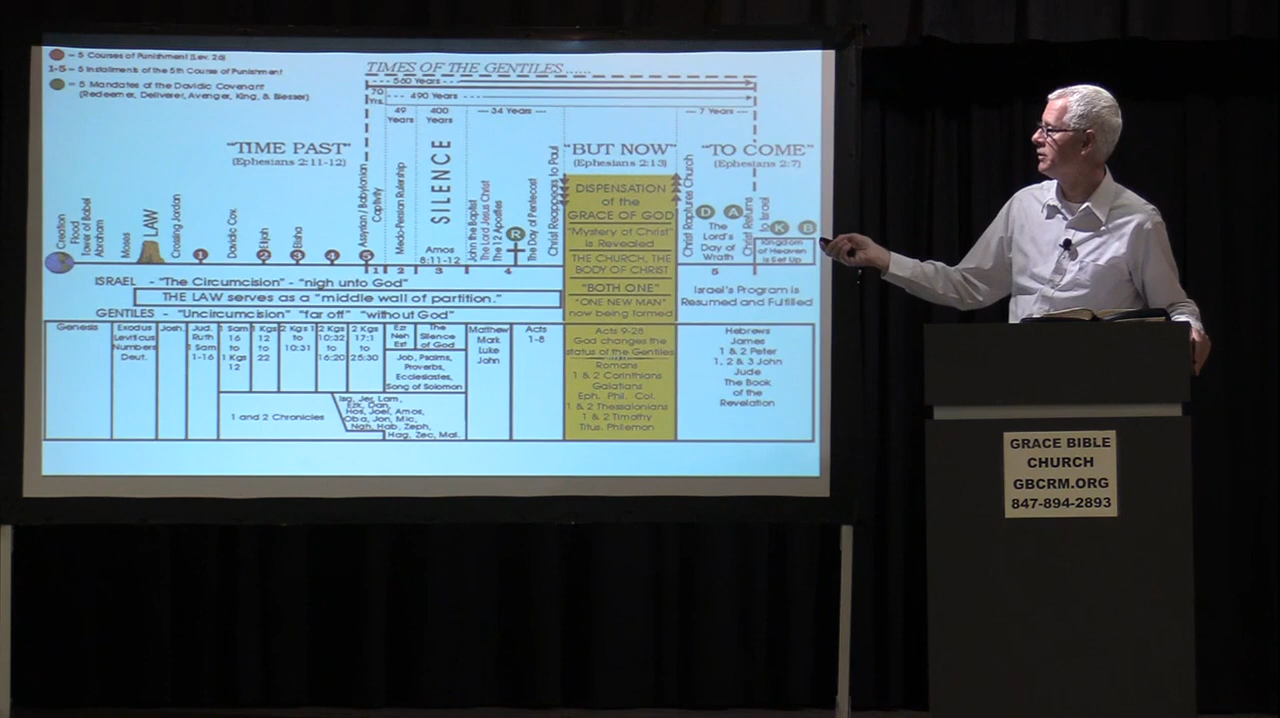 - 5 Courses of Punishment (Lev. 26)
1-5 - 5 Installments of the 5th Course of Punishment
- 5 Mandates of the Davidic Covenant
(Redeemer, Deliverer, Avenger, King, & Blesser)
TIMES OF THE GENTILES......
560 Years
70
Yrs.
490 Years
49
Years
400
Years
34 Years
7 Years
"TIME PAST"
(Ephesians 2:11-12)
"BUT NOW"
(Ephesians 2:13)
"TO COME"
(Ephesians 2:7)
Creation
Flood
Tower of Babel
Abraham
Moses
LAW
Crossing Jordan
1
Davidic Cov.
2
Elijah
3
Elisha
4
5
Assyrian / Babylonian
Captivity
Medo-Persian Rulership
SILENCE
Amos
8:11-12
John the Baptist
The Lord Jesus Christ
The 12 Apostles
R
The Day of Pentecost
Christ Reappears to Paul
DISPENSATION
of the
GRACE OF GOD
"Mystery of Christ"
is Revealed
THE CHURCH, THE
BODY OF CHRIST
"BOTH ONE"
"ONE NEW MAN"
now being formed
Christ Raptures Church
D A
The
Lord's
Day of
Wrath
Christ Returns
to Israel
K B
Kingdom
of Heaven
is Set Up
1 2 3 4 5
ISRAEL - "The Circumcision" - "nigh unto God"
THE LAW serves as a "middle wall of partition."
GENTILES - "Uncircumcision" "far off" "without God"
Israel's Program is
Resumed and Fulfilled
Genesis
Exodus
Leviticus
Numbers
Deut.
Josh.
Jud.
Ruth
1 Sam
1-16
1 Sam
16
to
1 Kgs
12
1 Kgs
12
to
22
2 Kgs 1
to
10:31
2 Kgs
10:32
to
16:20
2 Kgs
17:1
to
25:30
Ezr
Neh
Est
The
Silence
of God
Job, Psalms,
Proverbs,
Ecclesiastes,
Song of Solomon
1 and 2 Chronicles
Isa, Jer, Lam,
Ezk, Dan,
Hos, Joel, Amos,
Oba, Jon, Mic,
Nah, Hab, Zeph,
Hag, Zec, Mal.
Matthew
Mark
Luke
John
Acts
1-8
Acts 9-28
God changes the
status of the Gentiles
Romans
1 & 2 Corinthians
Galatians
Eph. Phil. Col.
1 & 2 Thessalonians
1 & 2 Timothy
Titus. Philemon
Hebrews
James
1 & 2 Peter
1, 2 & 3 John
Jude
The Book
of the
Revelation
GRACE BIBLE
CHURCH
GBCRM.ORG
847-894-2893